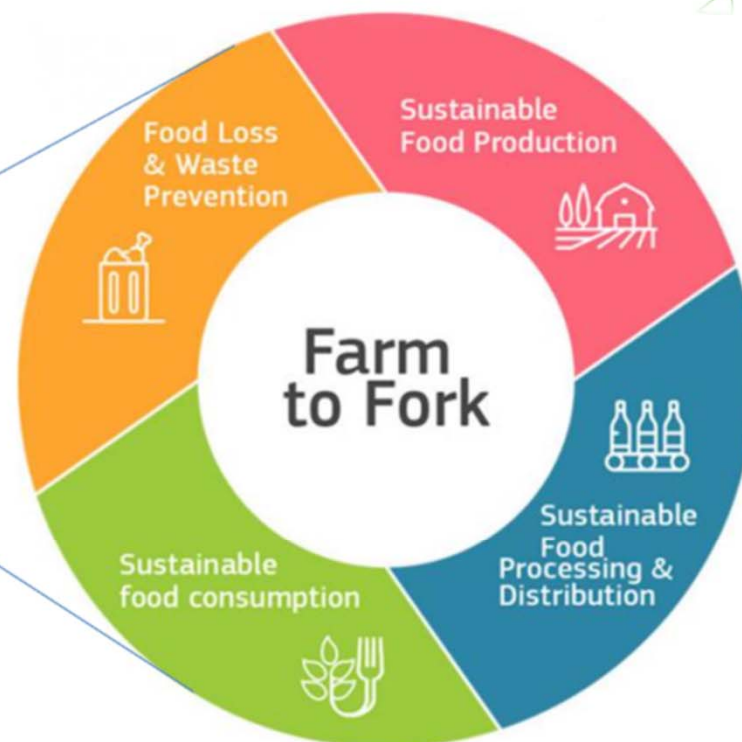 Food Loss
& Waste
Prevention
Sustainable
Food Production
Farm
to Fork
Sustainable
Food
Processing &
Distribution
Sustainable
food consumption